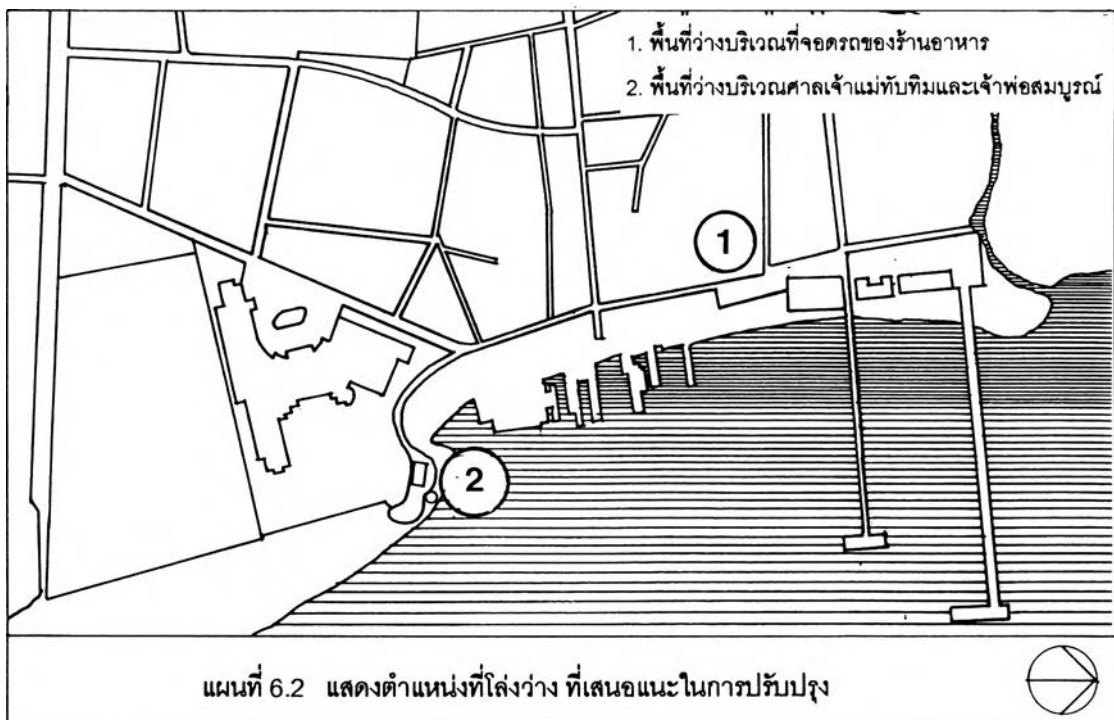 1. พื้นที่ว่างบริเวณที่จอดรถของร้านอาหาร
2. พื้นที่ว่างบริเวณศาลเจ้าแม่ทับทิมและเจ้าพ่อสมบูรณ์
1
2
แผนที่ 6.2 แสดงตำแหน่งที่โล่งว่าง ที่เสนอแนะในการปรับปรุง